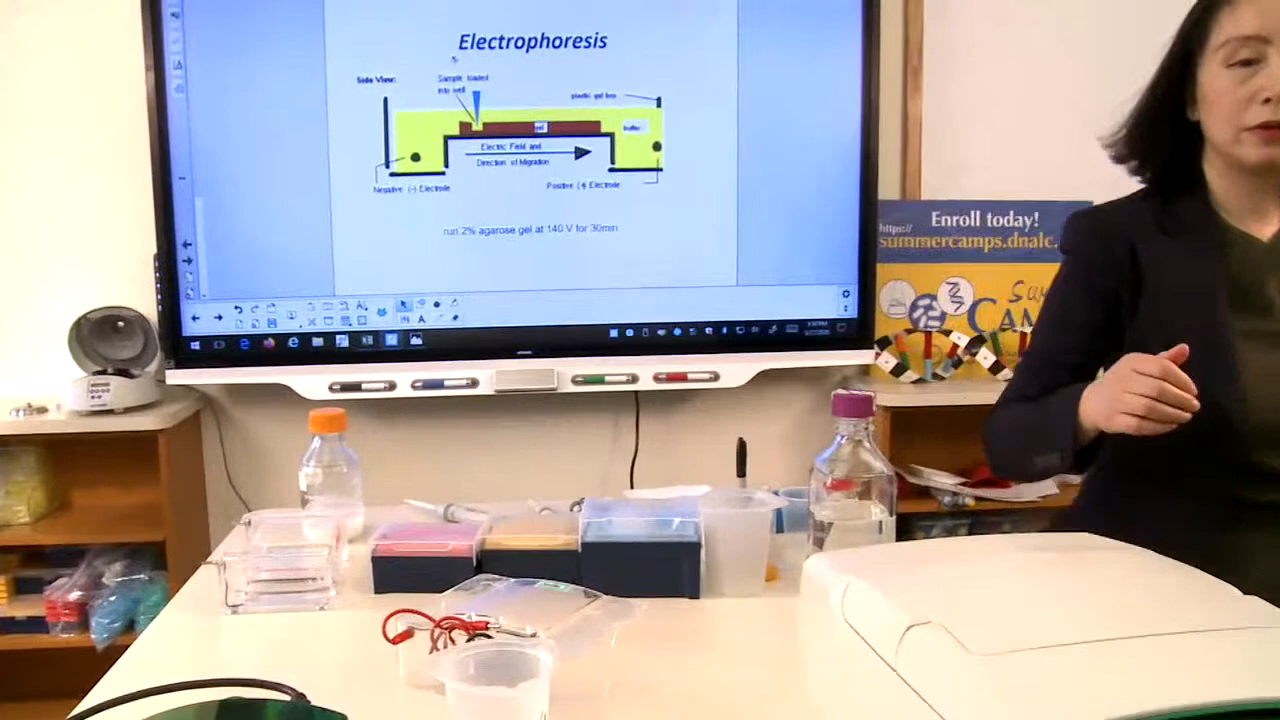 Electrophoresis
Side View:
Sample loaded
into well
plastic gel box
gel
buffer
Electric Field and
Direction of Migration
Negative (-) Electrode
Positive (+) Electrode
run 2% agarose gel at 140 V for 30min
Enroll today!
https://
summercamps.dnalc.